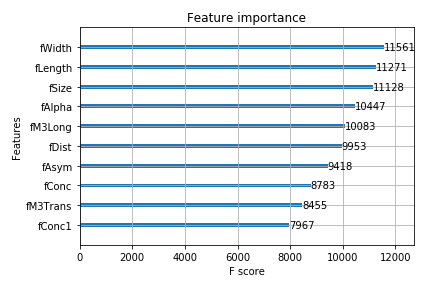 Feature importance
fWidth 11561
fLength 11271
fSize 11128
fAlpha 10447
fM3Long 10083
fDist 9953
fAsym 9418
fConc 8783
fM3Trans 8455
fConc1 7967
Features
0 2000 4000 6000 8000 10000 12000
F score